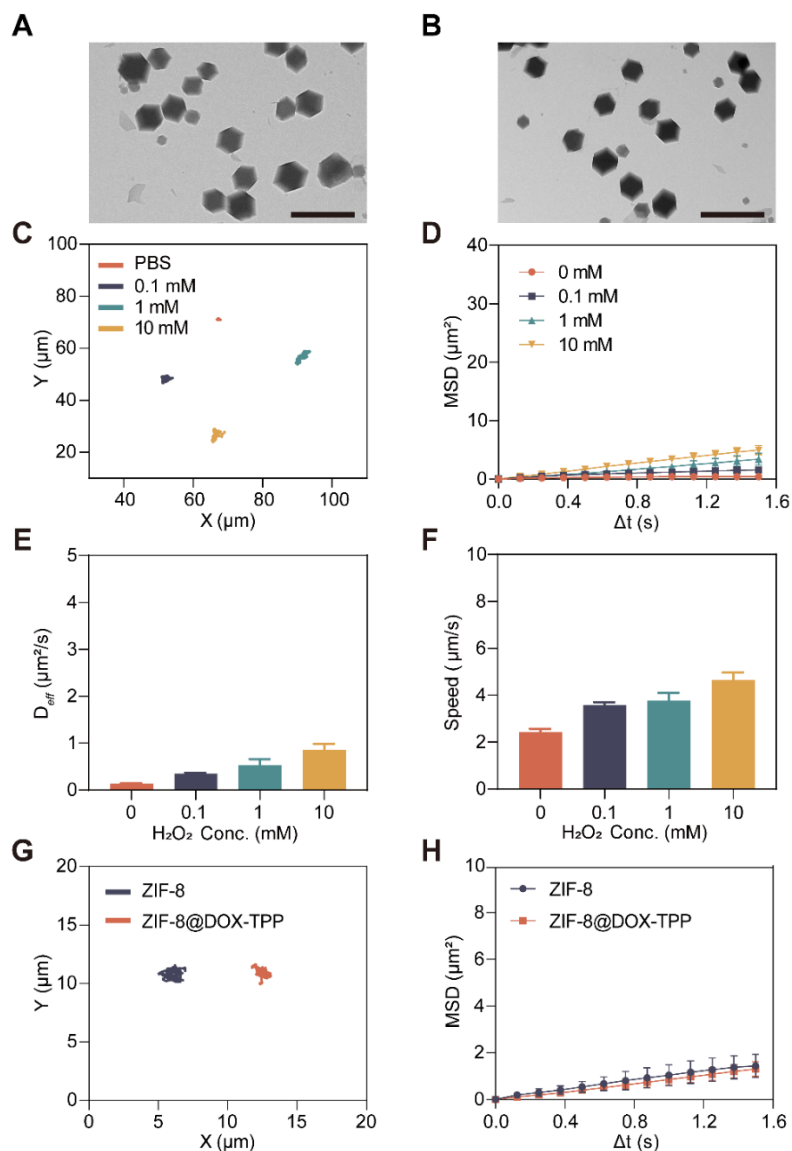 A
B
C
100
80
60
40
20
Y (µm)
PBS
0.1 mM
1 mM
10 mM
40
60
80
100
X (µm)
D
40
30
20
10
0
MSD (µm²)
0 mM
0.1 mM
1 mM
10 mM
0.0
0.4
0.8
1.2
1.6
Δt (s)
E
5
4
3
2
1
0
Deff (µm²/s)
0
0.1
1
10
H₂O₂ Conc. (mM)
F
10
8
6
4
2
0
Speed ( µm/s)
0
0.1
1
10
H₂O₂ Conc. (mM)
G
20
15
10
5
0
Y (µm)
ZIF-8
ZIF-8@DOX-TPP
0
5
10
15
20
X (µm)
H
10
8
6
4
2
0
MSD (µm²)
ZIF-8
ZIF-8@DOX-TPP
0.0
0.4
0.8
1.2
1.6
Δt (s)